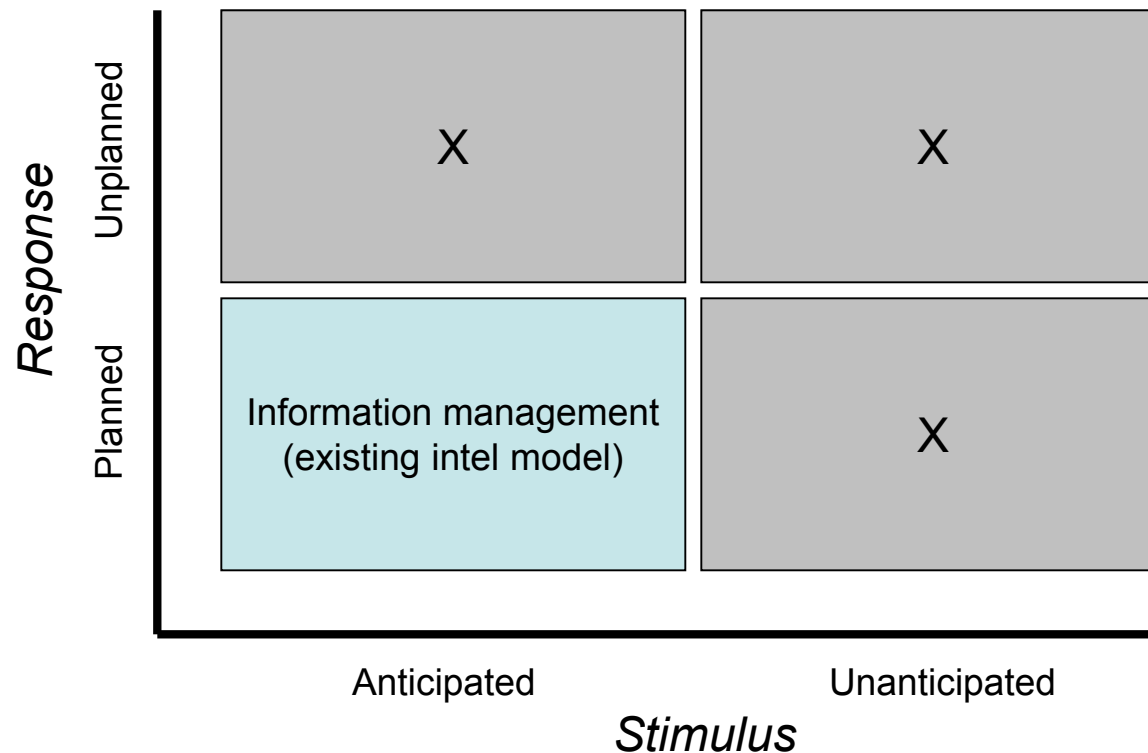 Response
Unplanned
X
X
Planned
Information management
(existing intel model)
X
Anticipated
Unanticipated
Stimulus